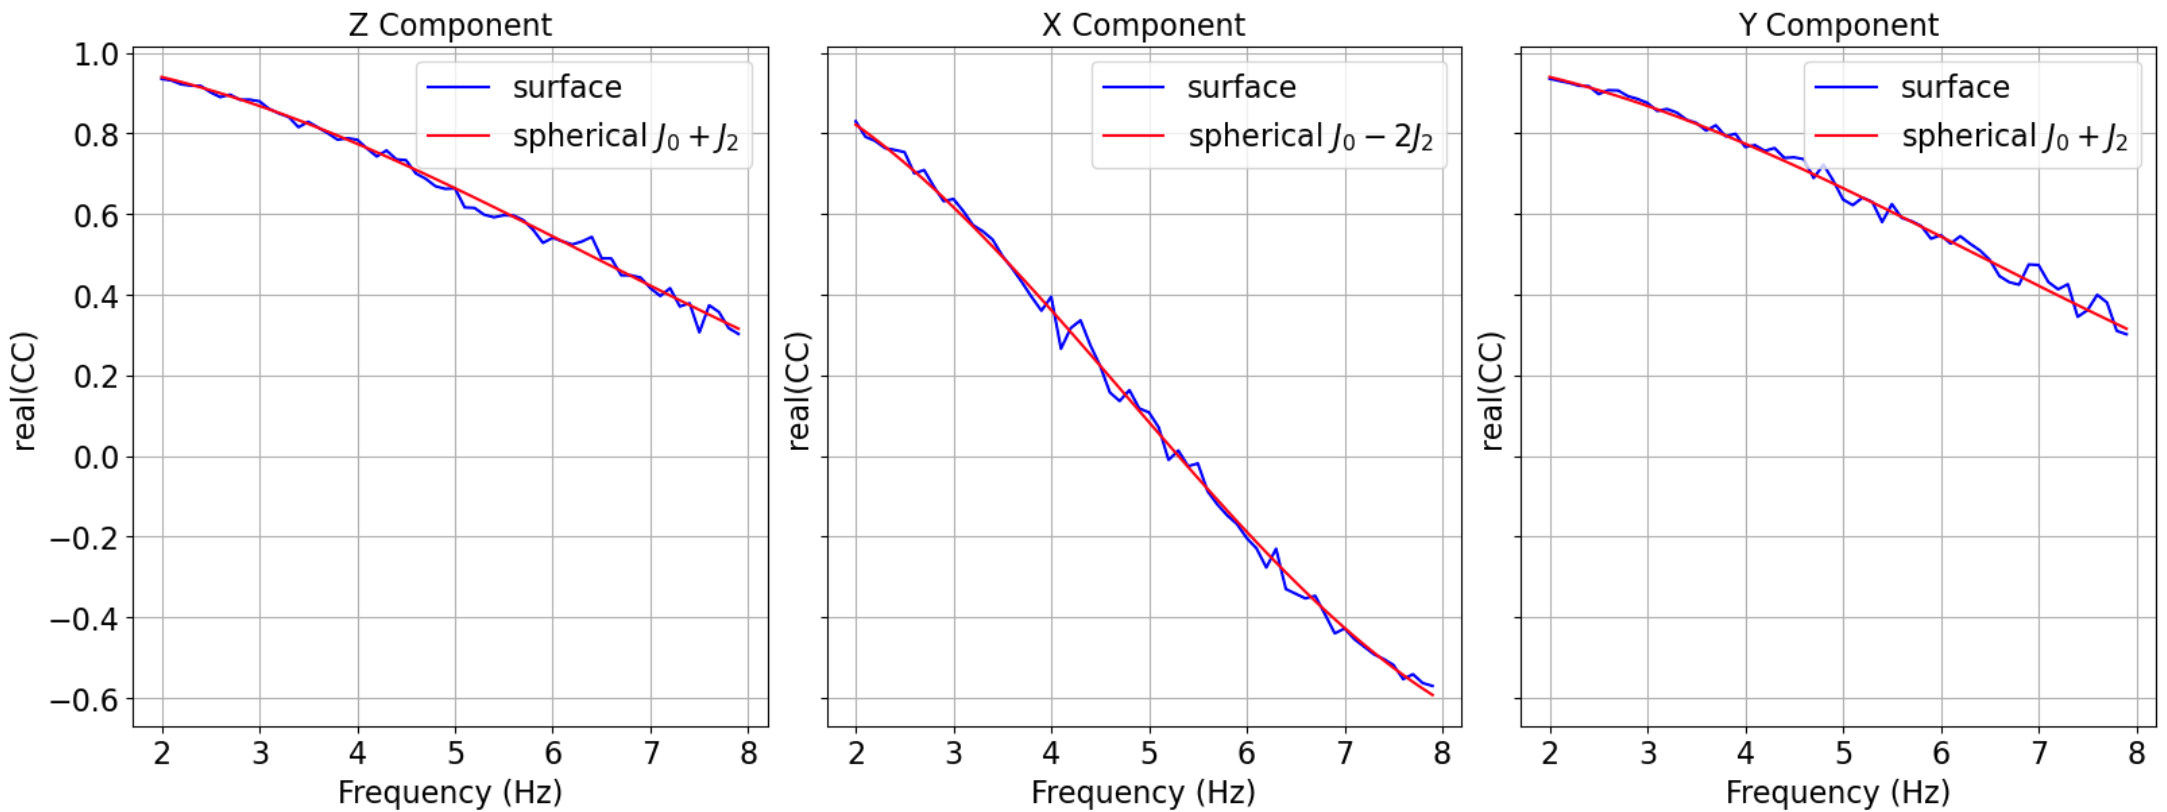 Z Component
X Component
Y Component
surface
spherical J₀ + J₂
surface
spherical J₀ − 2J₂
surface
spherical J₀ + J₂
real(CC)
1.0
0.8
0.6
0.4
0.2
0.0
−0.2
−0.4
−0.6
real(CC)
real(CC)
2 3 4 5 6 7 8
2 3 4 5 6 7 8
2 3 4 5 6 7 8
Frequency (Hz)
Frequency (Hz)
Frequency (Hz)